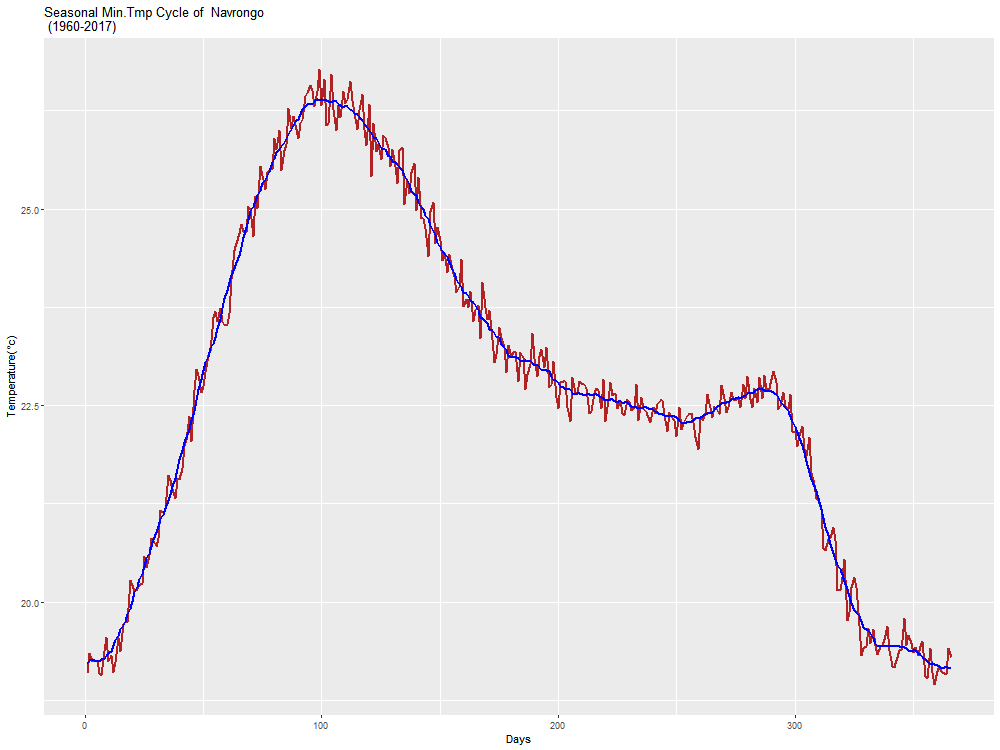 Seasonal Min.Tmp Cycle of  Navrongo
(1960-2017)
25.0
22.5
20.0
Temperature(°c)
0
100
200
300
Days